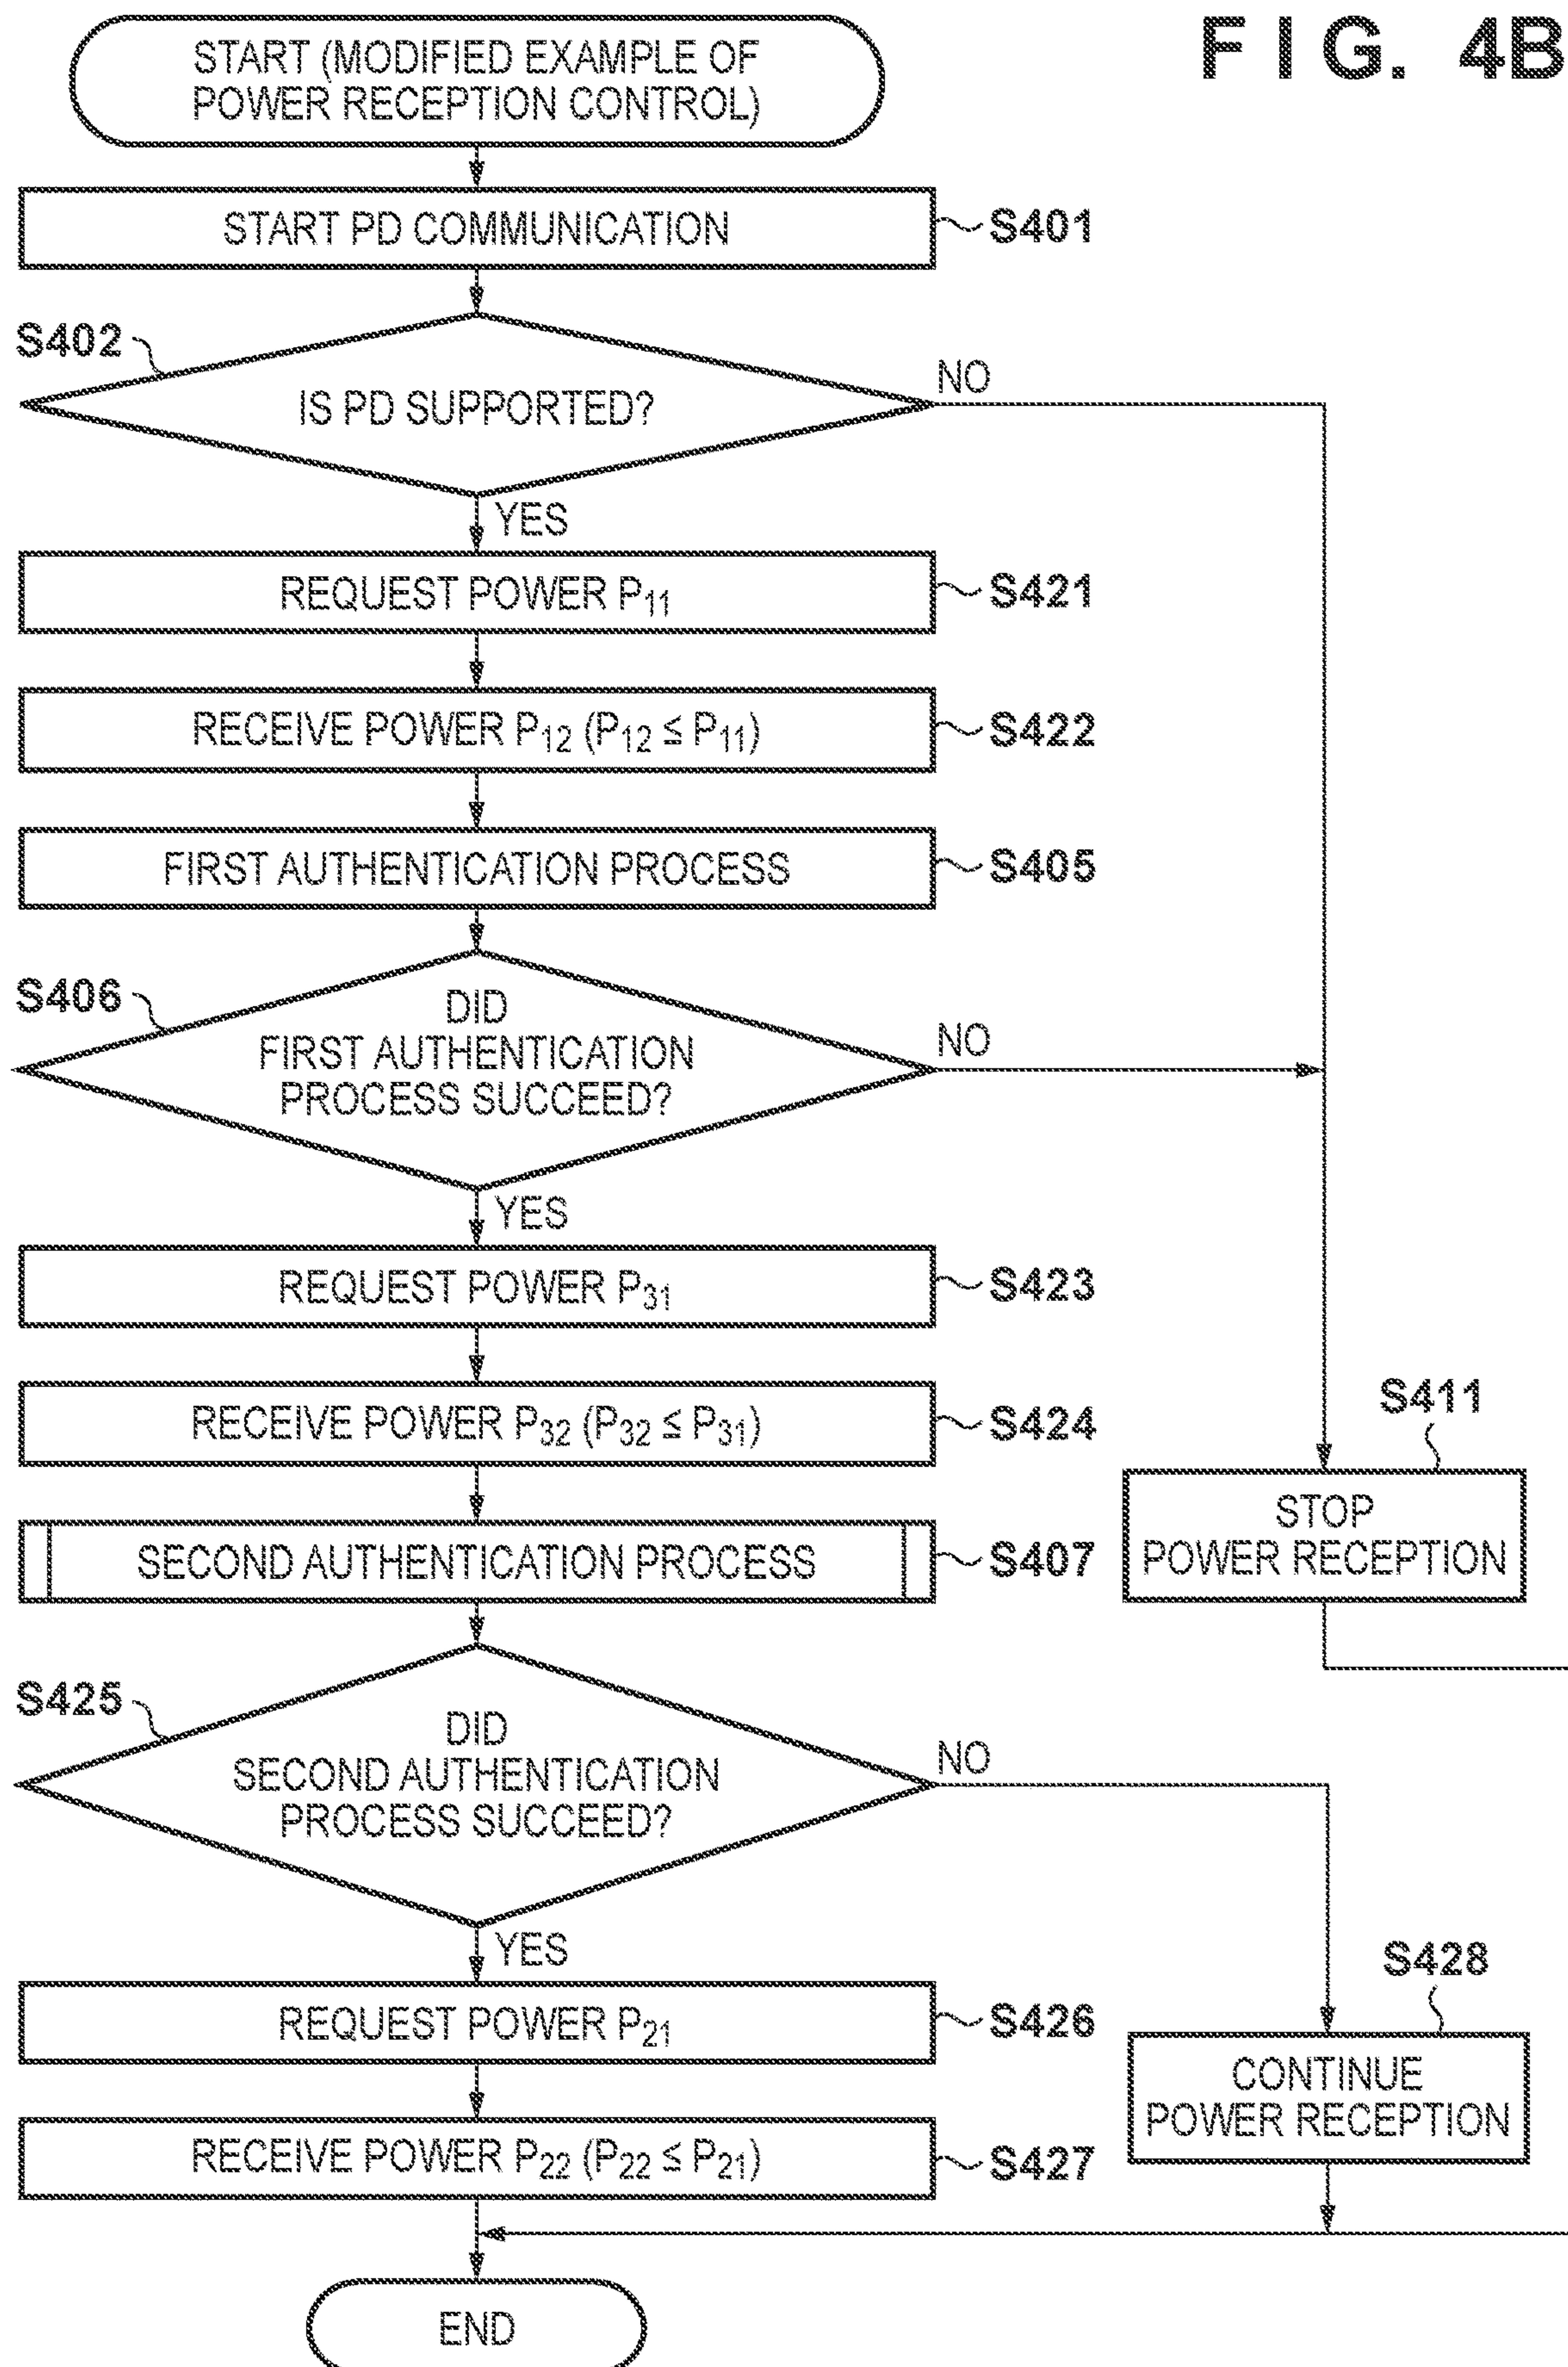 FIG. 4B
START (MODIFIED EXAMPLE OF
POWER RECEPTION CONTROL)
START PD COMMUNICATION
S401
S402
IS PD SUPPORTED?
NO
YES
REQUEST POWER P₁₁
S421
RECEIVE POWER P₁₂ (P₁₂ ≤ P₁₁)
S422
FIRST AUTHENTICATION PROCESS
S405
S406
DID
FIRST AUTHENTICATION
PROCESS SUCCEED?
NO
YES
REQUEST POWER P₃₁
S423
RECEIVE POWER P₃₂ (P₃₂ ≤ P₃₁)
S424
S411
STOP
POWER RECEPTION
SECOND AUTHENTICATION PROCESS
S407
S425
DID
SECOND AUTHENTICATION
PROCESS SUCCEED?
NO
YES
REQUEST POWER P₂₁
S426
S428
CONTINUE
POWER RECEPTION
RECEIVE POWER P₂₂ (P₂₂ ≤ P₂₁)
S427
END